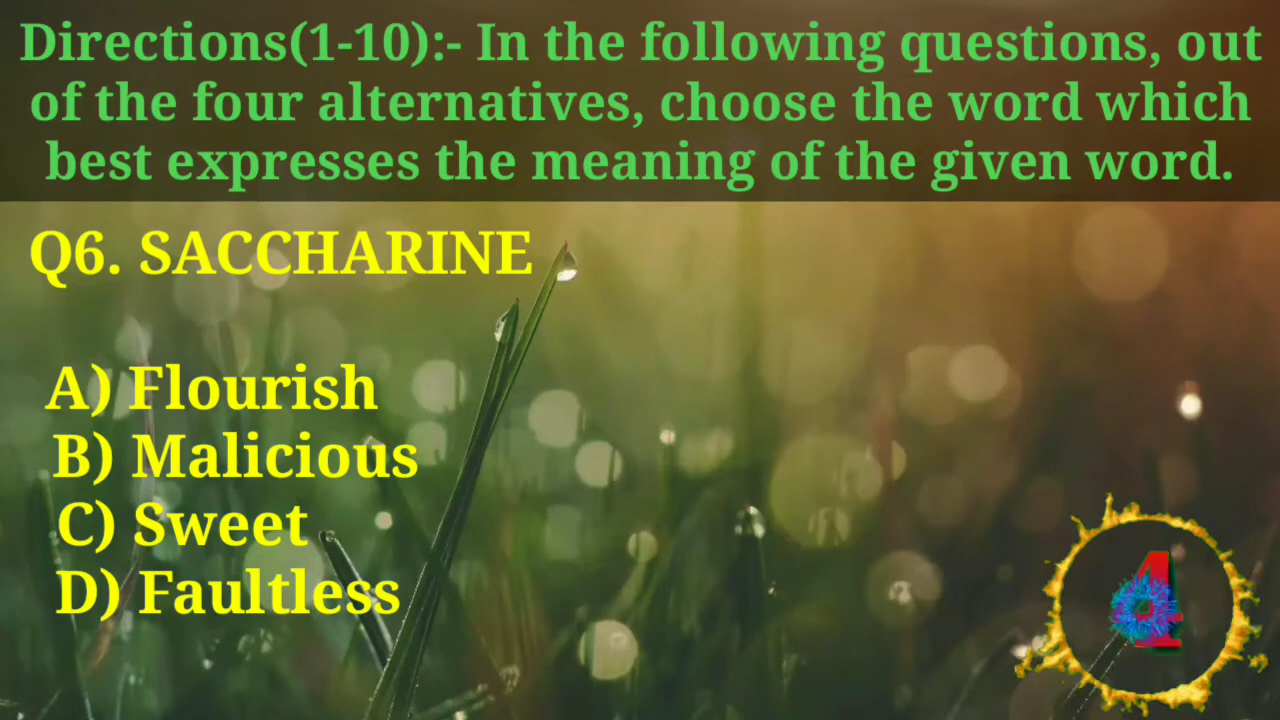 Directions(1-10):- In the following questions, out
of the four alternatives, choose the word which
best expresses the meaning of the given word.
Q6. SACCHARINE
A) Flourish
B) Malicious
C) Sweet
D) Faultless
4